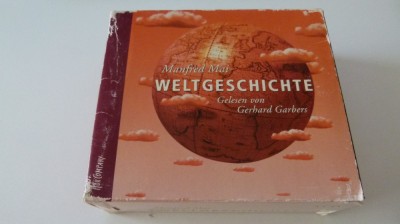 Manfred Mai
WELTGESCHICHTE
Gelesen von
Gerhard Garbers